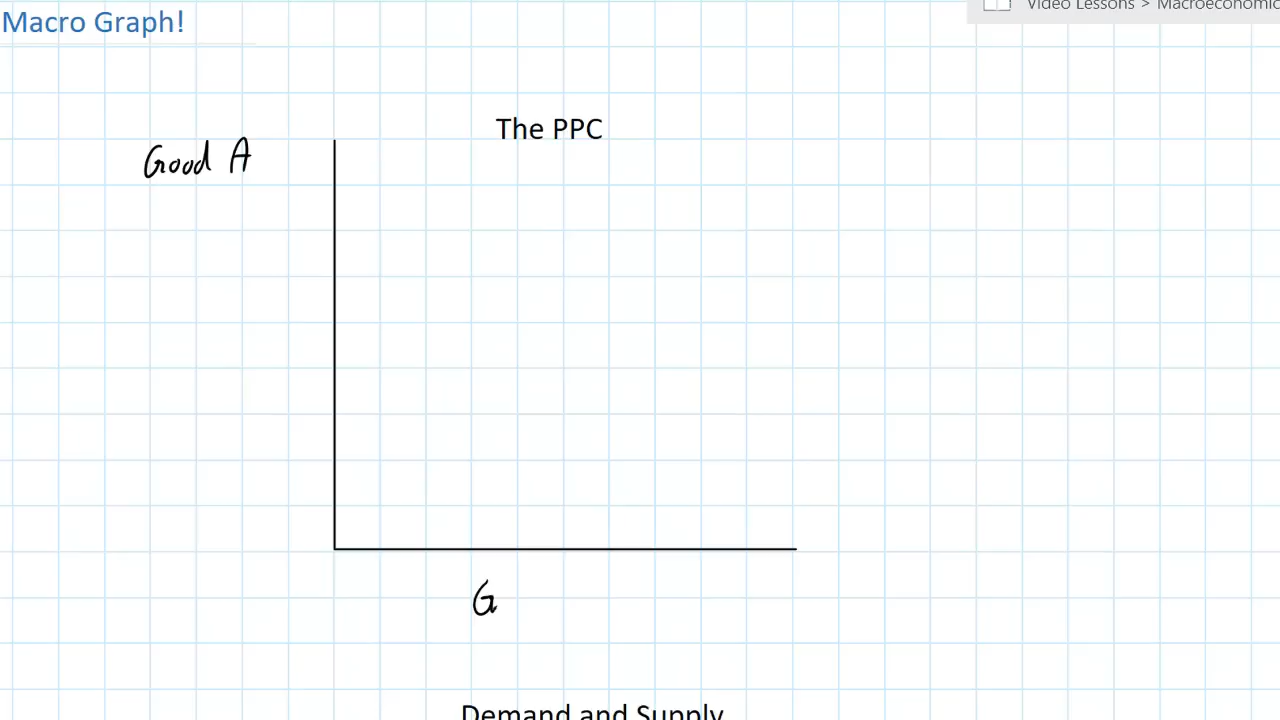 Macro Graph!
Video Lessons > Macroeconomic
The PPC
Good A
G
Demand and Supply